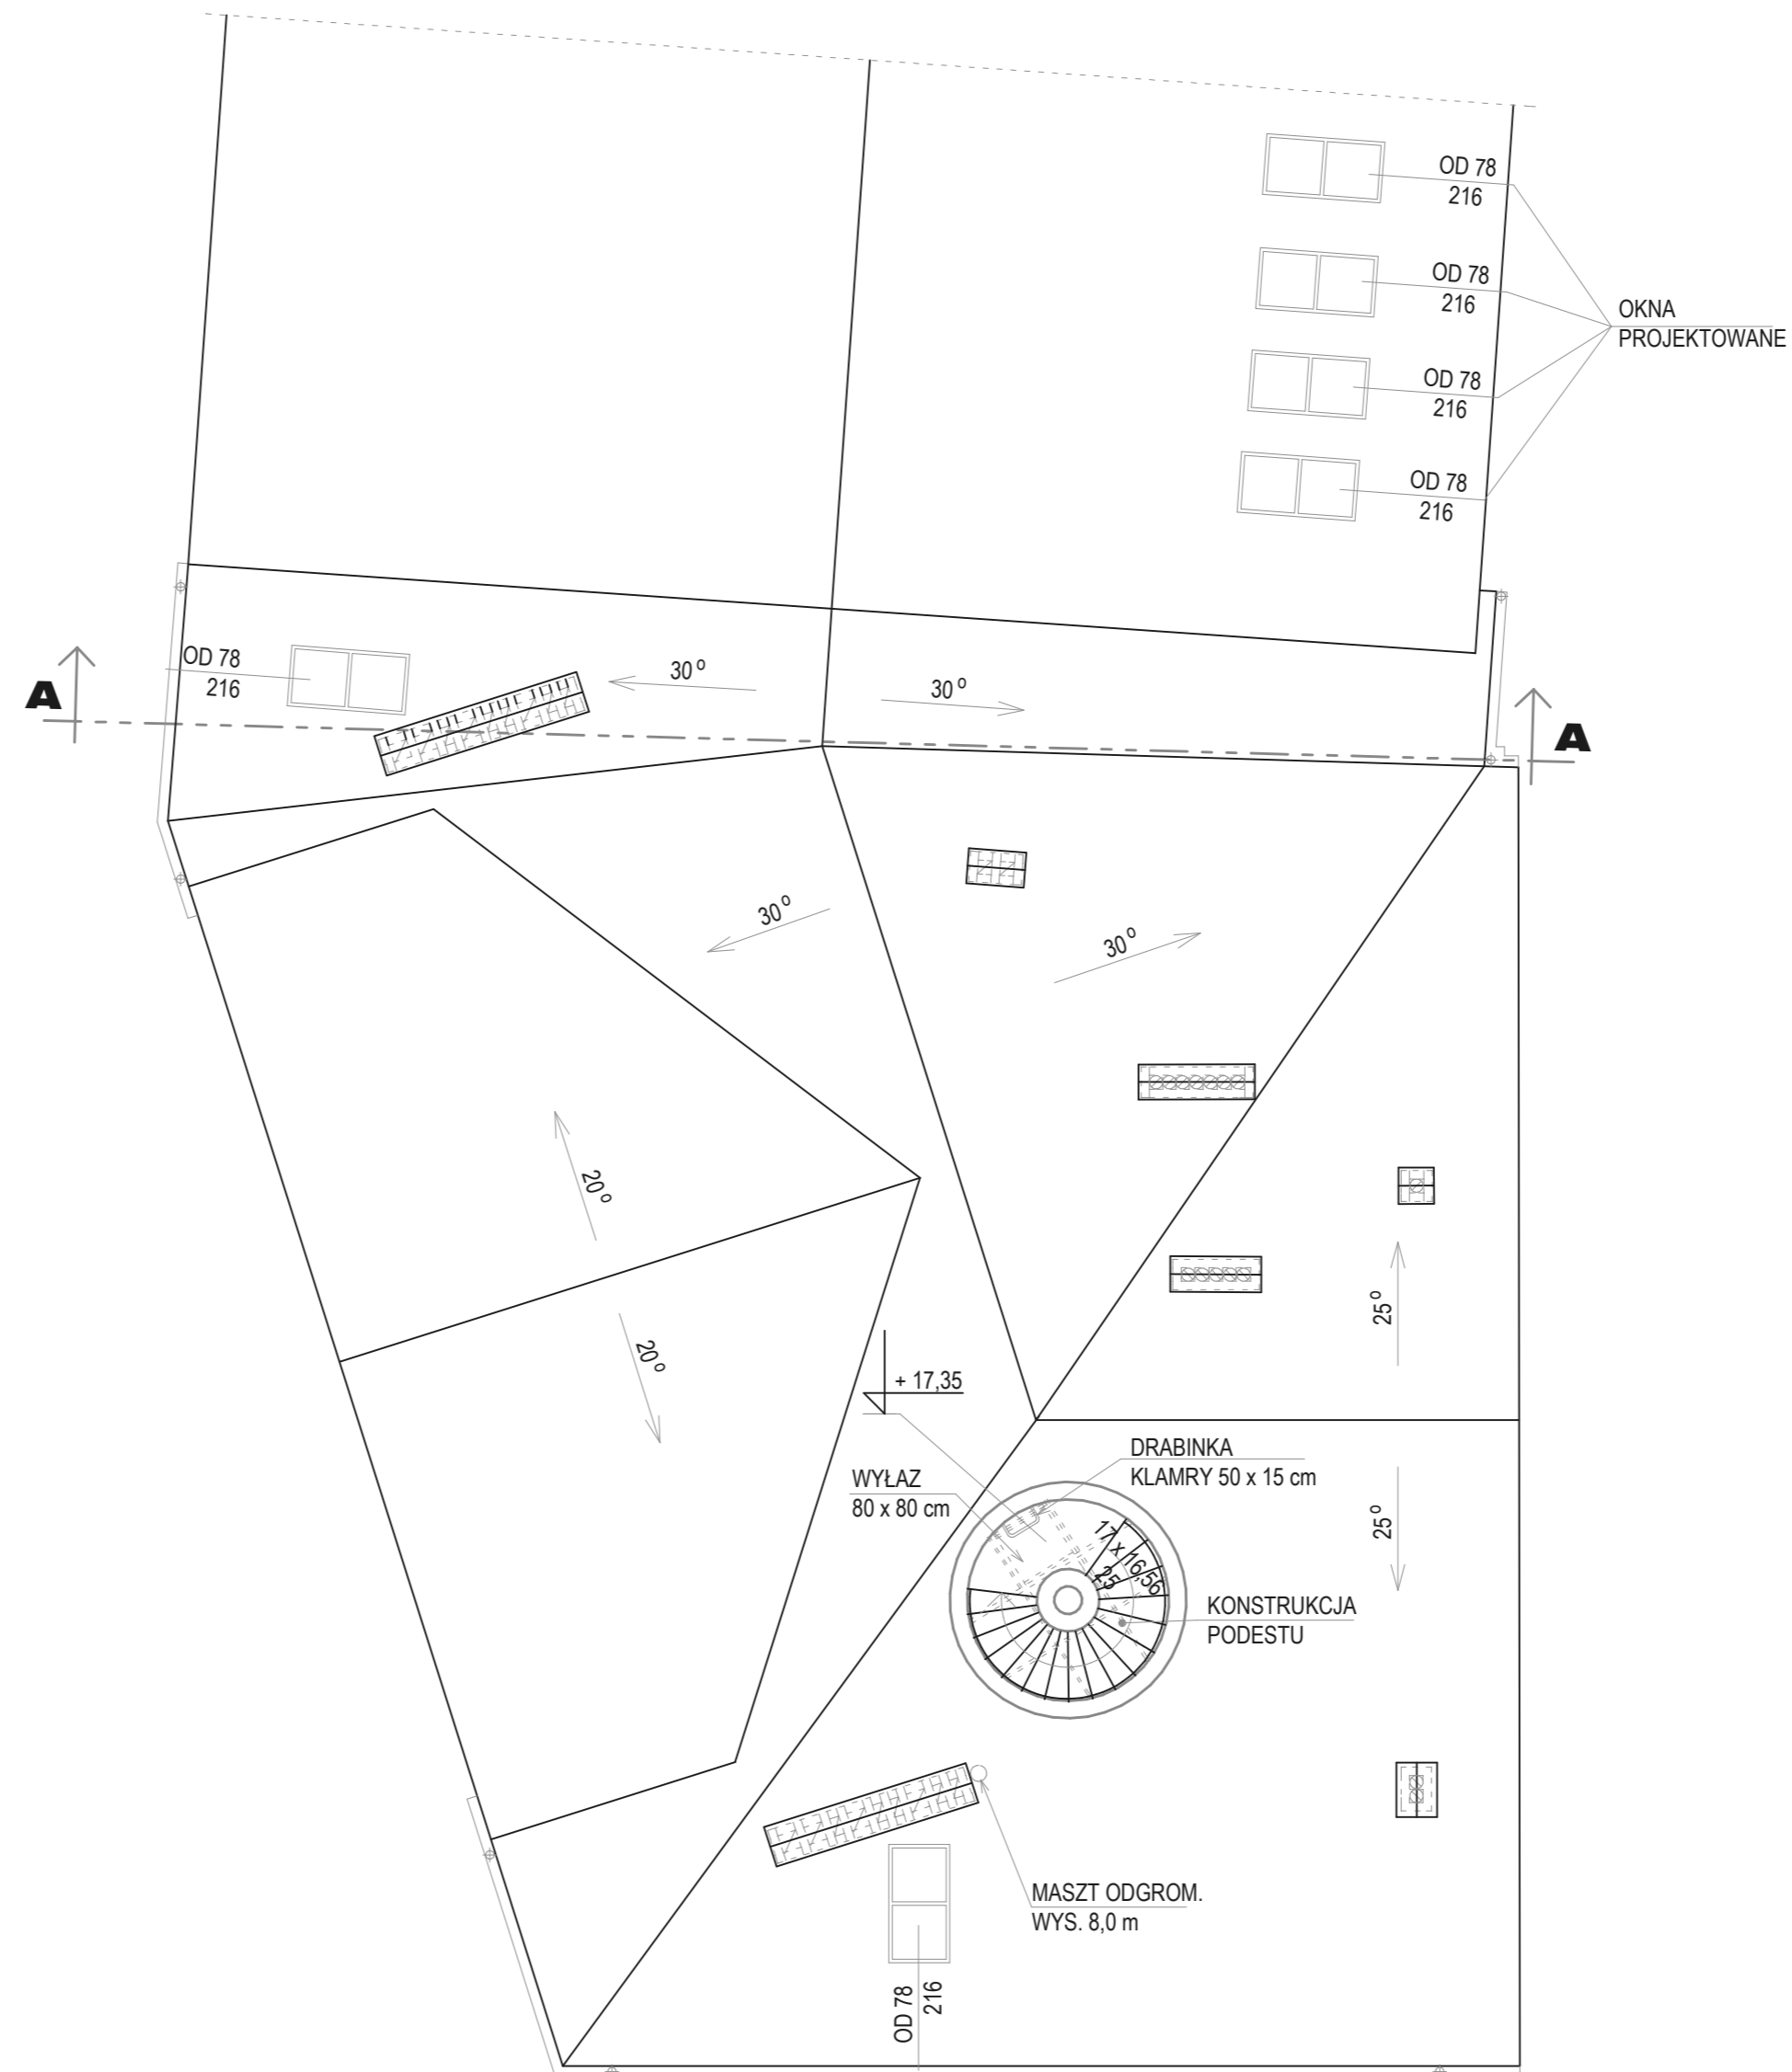 OD 78
216
OD 78
216
OKNA
PROJEKTOWANE
OD 78
216
OD 78
216
OD 78
216
30°
30°
A
A
30°
30°
20°
20°
25°
+ 17,35
DRABINKA
KLAMRY 50 x 15 cm
WYŁAZ
80 x 80 cm
25°
17 x 16,56
25
KONSTRUKCJA
PODESTU
MASZT ODGROM.
WYS. 8,0 m
OD 78
216